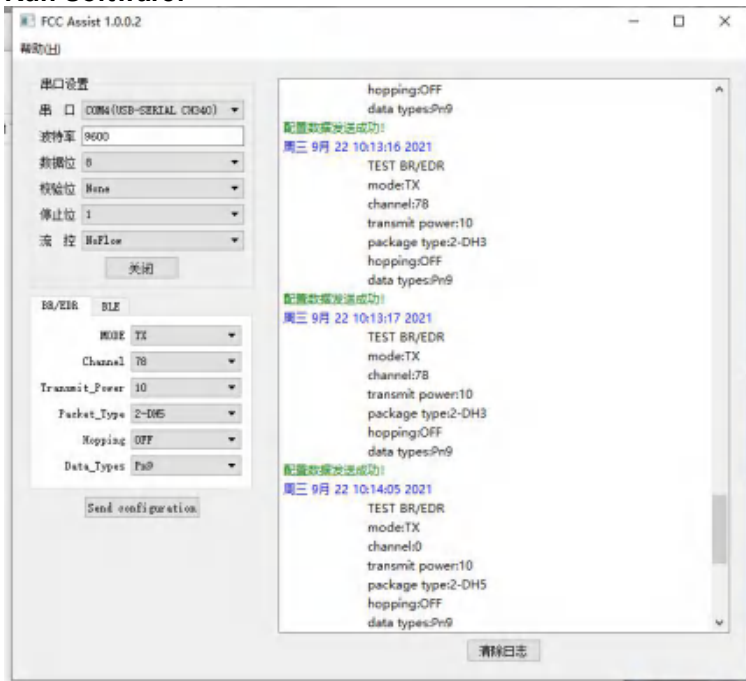 Run Software.
FCC Assist 1.0.0.2
帮助(H)
串口设置
串 口 COM4(USB-SERIAL CH340)
波特率 9600
数据位 8
校验位 None
停止位 1
流 控 NoFlow
关闭
BR/EDR BLE
MODE TX
Channel 78
Transmit_Power 10
Packet_Type 2-DH5
Hopping OFF
Data_Types Pn9
Send configuration
hopping:OFF
data types:Pn9
配置数据发送成功!
周三 9月 22 10:13:16 2021
TEST BR/EDR
mode:TX
channel:78
transmit power:10
package type:2-DH3
hopping:OFF
data types:Pn9
配置数据发送成功!
周三 9月 22 10:13:17 2021
TEST BR/EDR
mode:TX
channel:78
transmit power:10
package type:2-DH3
hopping:OFF
data types:Pn9
配置数据发送成功!
周三 9月 22 10:14:05 2021
TEST BR/EDR
mode:TX
channel:0
transmit power:10
package type:2-DH5
hopping:OFF
data types:Pn9
清除日志